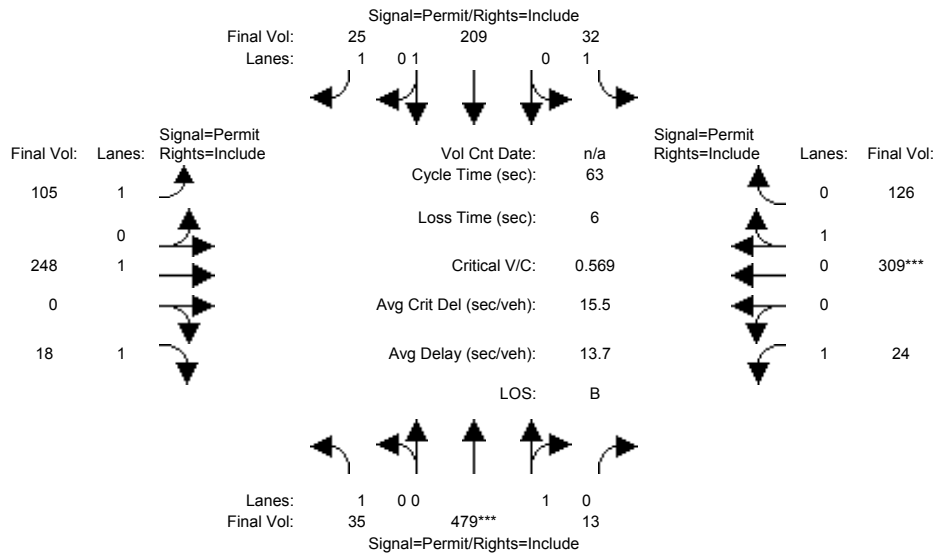 Signal=Permit/Rights=Include
Final Vol: 25 209 32
Lanes: 1 0 1 0 1
Signal=Permit
Final Vol: Lanes: Rights=Include
Vol Cnt Date: n/a
Signal=Permit
Rights=Include Lanes: Final Vol:
Cycle Time (sec): 63
105 1
0 126
Loss Time (sec): 6
0
1
248 1
Critical V/C: 0.569
0 309***
0
Avg Crit Del (sec/veh): 15.5
0
18 1
Avg Delay (sec/veh): 13.7
1 24
LOS: B
Lanes: 1 0 0 1 0
Final Vol: 35 479*** 13
Signal=Permit/Rights=Include